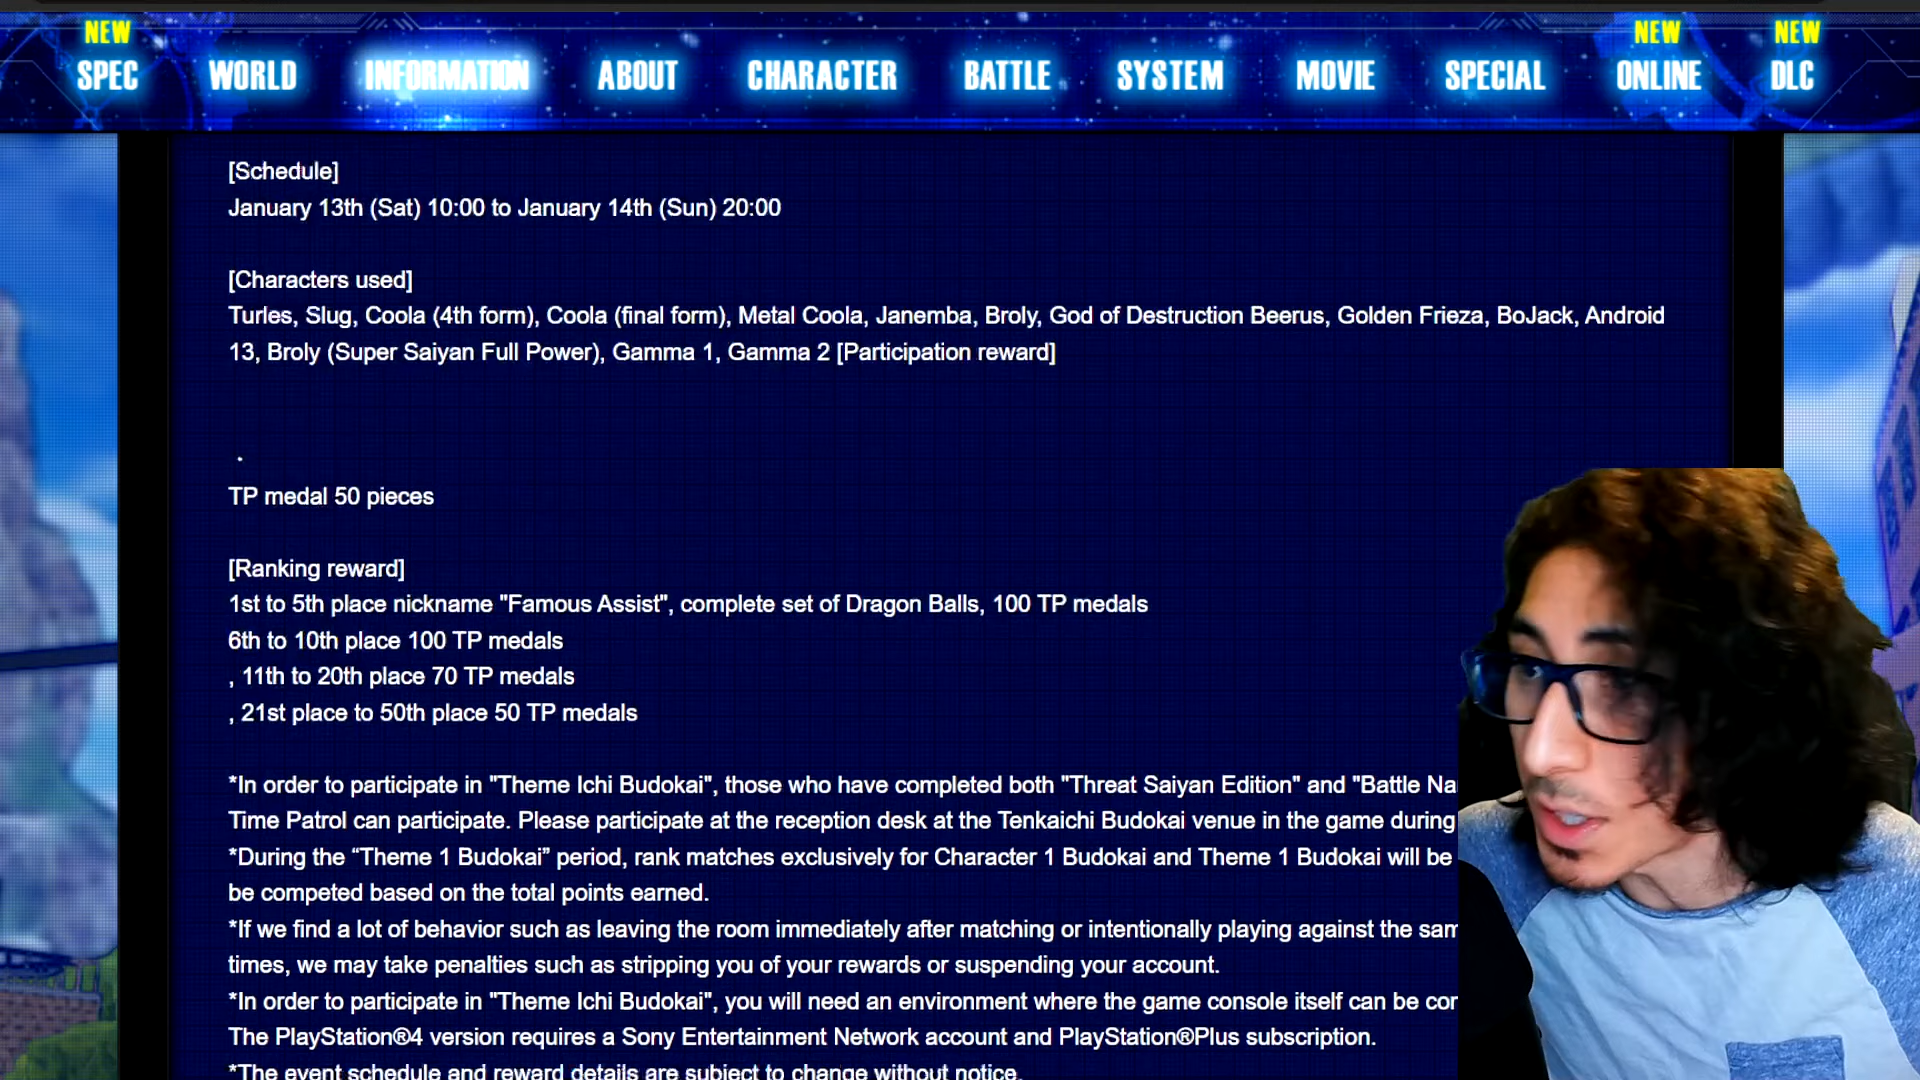 NEW NEW NEW
SPEC WORLD INFORMATION ABOUT CHARACTER BATTLE SYSTEM MOVIE SPECIAL ONLINE DLC
[Schedule]
January 13th (Sat) 10:00 to January 14th (Sun) 20:00
[Characters used]
Turles, Slug, Coola (4th form), Coola (final form), Metal Coola, Janemba, Broly, God of Destruction Beerus, Golden Frieza, BoJack, Android
13, Broly (Super Saiyan Full Power), Gamma 1, Gamma 2 [Participation reward]
.
TP medal 50 pieces
[Ranking reward]
1st to 5th place nickname "Famous Assist", complete set of Dragon Balls, 100 TP medals
6th to 10th place 100 TP medals
, 11th to 20th place 70 TP medals
, 21st place to 50th place 50 TP medals
*In order to participate in "Theme Ichi Budokai", those who have completed both "Threat Saiyan Edition" and "Battle
Time Patrol can participate. Please participate at the reception desk at the Tenkaichi Budokai venue in the game during
*During the “Theme 1 Budokai” period, rank matches exclusively for Character 1 Budokai and Theme 1 Budokai will be
be competed based on the total points earned.
*If we find a lot of behavior such as leaving the room immediately after matching or intentionally playing against the
times, we may take penalties such as stripping you of your rewards or suspending your account.
*In order to participate in "Theme Ichi Budokai", you will need an environment where the game console itself can be
The PlayStation®4 version requires a Sony Entertainment Network account and PlayStation®Plus subscription.
*The event schedule and reward details are subject to change without notice.